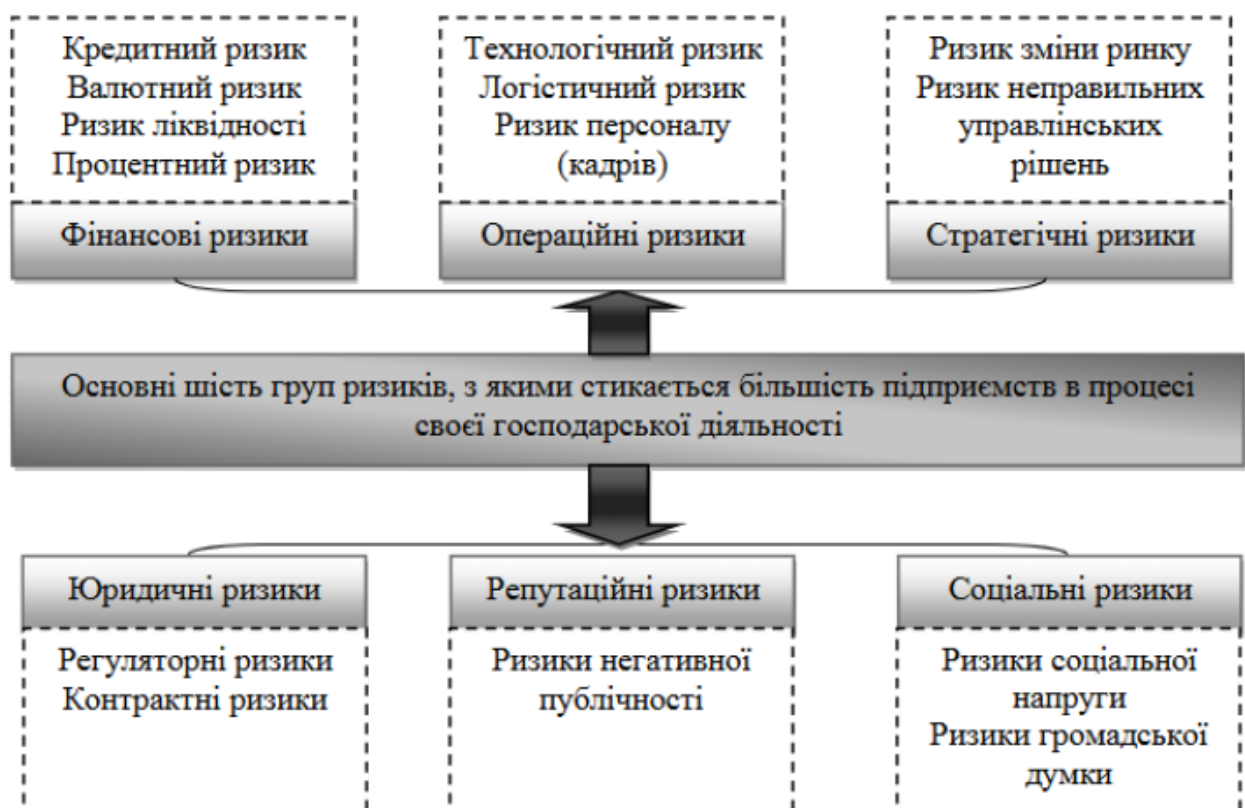 Кредитний ризик
Валютний ризик
Ризик ліквідності
Процентний ризик
Фінансові ризики
Технологічний ризик
Логістичний ризик
Ризик персоналу
(кадрів)
Операційні ризики
Ризик зміни ринку
Ризик неправильних
управлінських
рішень
Стратегічні ризики
Основні шість груп ризиків, з якими стикається більшість підприємств в процесі
своєї господарської діяльності
Юридичні ризики
Регуляторні ризики
Контрактні ризики
Репутаційні ризики
Ризики негативної
публічності
Соціальні ризики
Ризики соціальної
напруги
Ризики громадської
думки